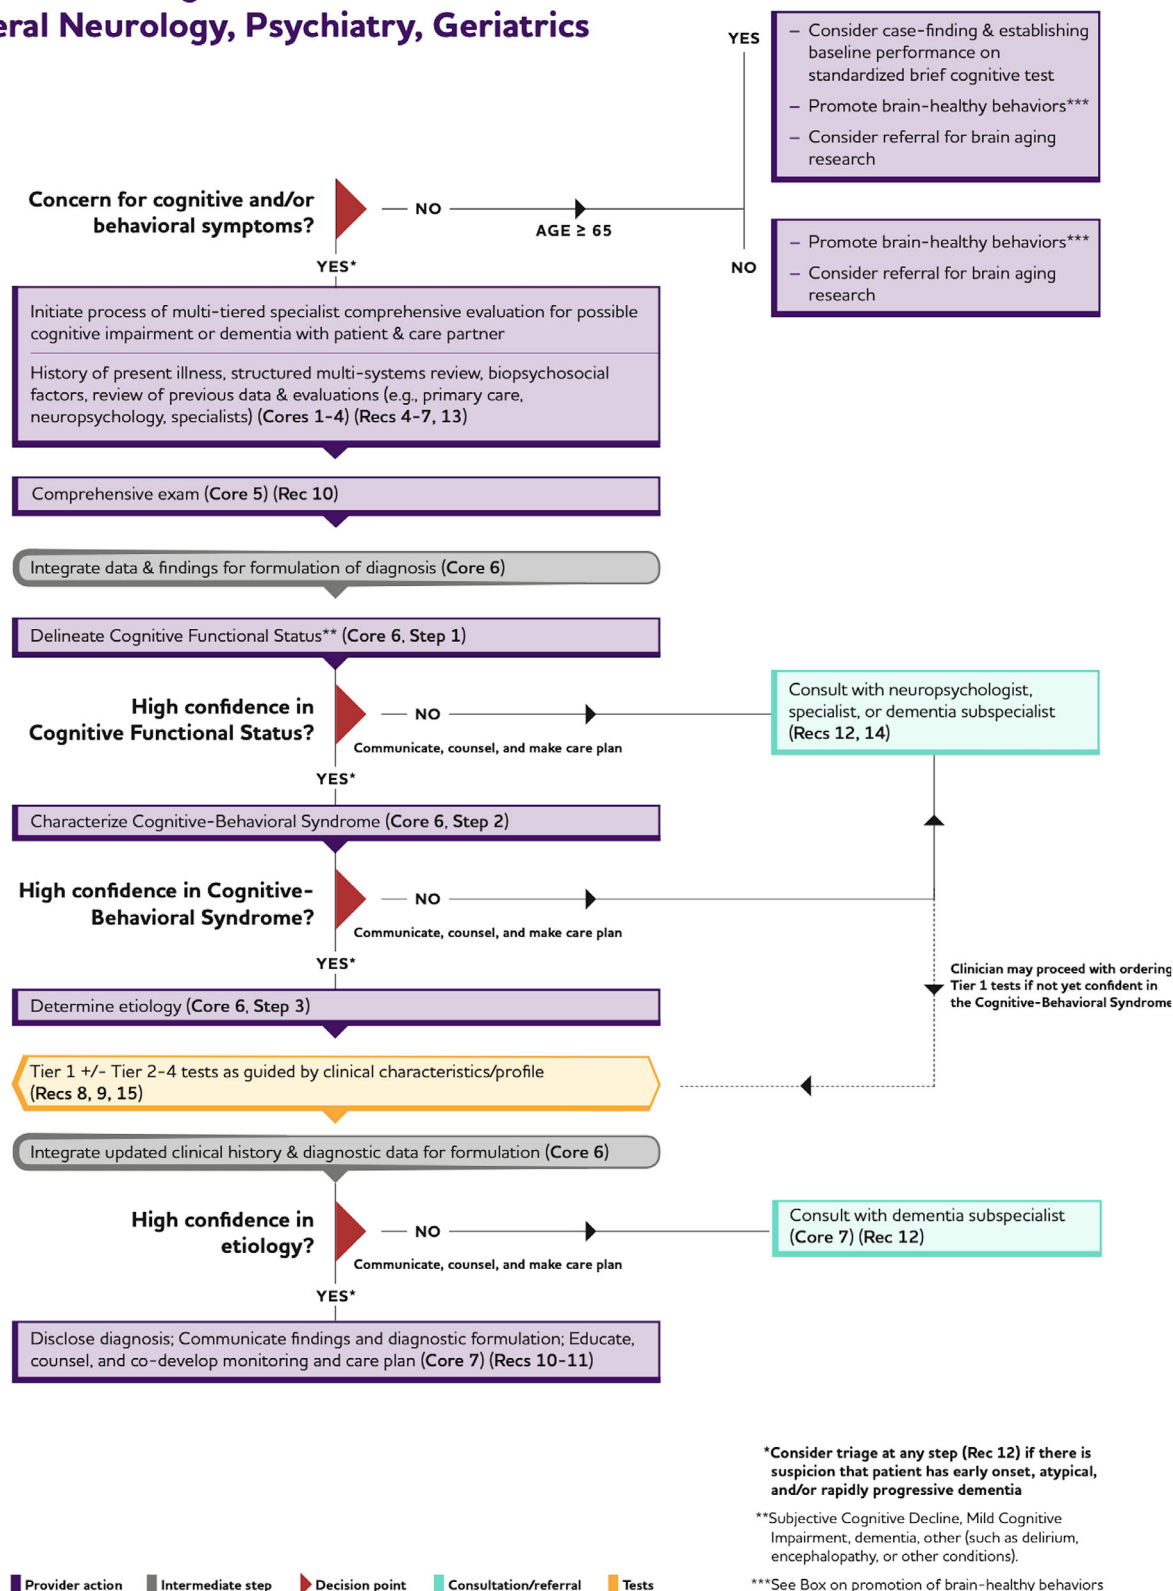 eral Neurology, Psychiatry, Geriatrics
YES
– Consider case-finding & establishing
baseline performance on
standardized brief cognitive test
– Promote brain-healthy behaviors***
– Consider referral for brain aging
research
Concern for cognitive and/or
behavioral symptoms?
NO
AGE ≥ 65
YES*
NO
– Promote brain-healthy behaviors***
– Consider referral for brain aging
research
Initiate process of multi-tiered specialist comprehensive evaluation for possible
cognitive impairment or dementia with patient & care partner
History of present illness, structured multi-systems review, biopsychosocial
factors, review of previous data & evaluations (e.g., primary care,
neuropsychology, specialists) (Cores 1-4) (Recs 4-7, 13)
Comprehensive exam (Core 5) (Rec 10)
Integrate data & findings for formulation of diagnosis (Core 6)
Delineate Cognitive Functional Status** (Core 6, Step 1)
High confidence in
Cognitive Functional Status?
NO
Communicate, counsel, and make care plan
YES*
Consult with neuropsychologist,
specialist, or dementia subspecialist
(Recs 12, 14)
Characterize Cognitive-Behavioral Syndrome (Core 6, Step 2)
High confidence in Cognitive-
Behavioral Syndrome?
NO
Communicate, counsel, and make care plan
YES*
Clinician may proceed with ordering
Tier 1 tests if not yet confident in
the Cognitive-Behavioral Syndrome
Determine etiology (Core 6, Step 3)
Tier 1 +/- Tier 2-4 tests as guided by clinical characteristics/profile
(Recs 8, 9, 15)
Integrate updated clinical history & diagnostic data for formulation (Core 6)
High confidence in
etiology?
NO
Communicate, counsel, and make care plan
YES*
Consult with dementia subspecialist
(Core 7) (Rec 12)
Disclose diagnosis; Communicate findings and diagnostic formulation; Educate,
counsel, and co-develop monitoring and care plan (Core 7) (Recs 10-11)
*Consider triage at any step (Rec 12) if there is
suspicion that patient has early onset, atypical,
and/or rapidly progressive dementia
**Subjective Cognitive Decline, Mild Cognitive
Impairment, dementia, other (such as delirium,
encephalopathy, or other conditions).
***See Box on promotion of brain-healthy behaviors
Provider action
Intermediate step
Decision point
Consultation/referral
Tests